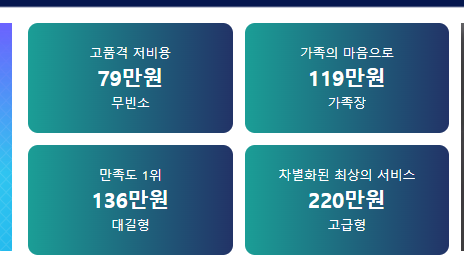 고품격 저비용
79만원
무빈소
가족의 마음으로
119만원
가족장
만족도 1위
136만원
대길형
차별화된 최상의 서비스
220만원
고급형